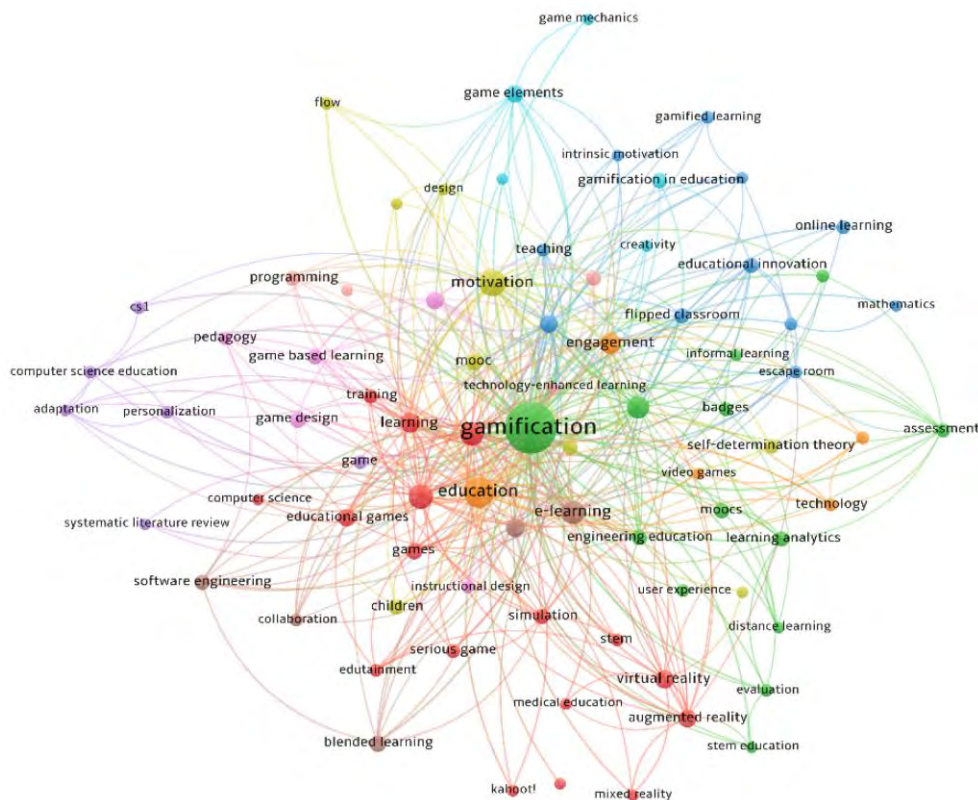 game mechanics
game elements
flow
gamified learning
intrinsic motivation
gamification in education
design
online learning
teaching
creativity
educational innovation
programming
motivation
cs1
mathematics
flipped classroom
pedagogy
engagement
game based learning
informal learning
mooc
escape room
computer science education
technology-enhanced learning
training
adaptation
personalization
badges
game design
learning
gamification
assessment
self-determination theory
game
video games
education
computer science
technology
e-learning
moocs
educational games
systematic literature review
engineering education
learning analytics
games
software engineering
instructional design
user experience
children
collaboration
simulation
distance learning
stem
serious game
edutainment
virtual reality
evaluation
medical education
augmented reality
blended learning
stem education
kahoot!
mixed reality